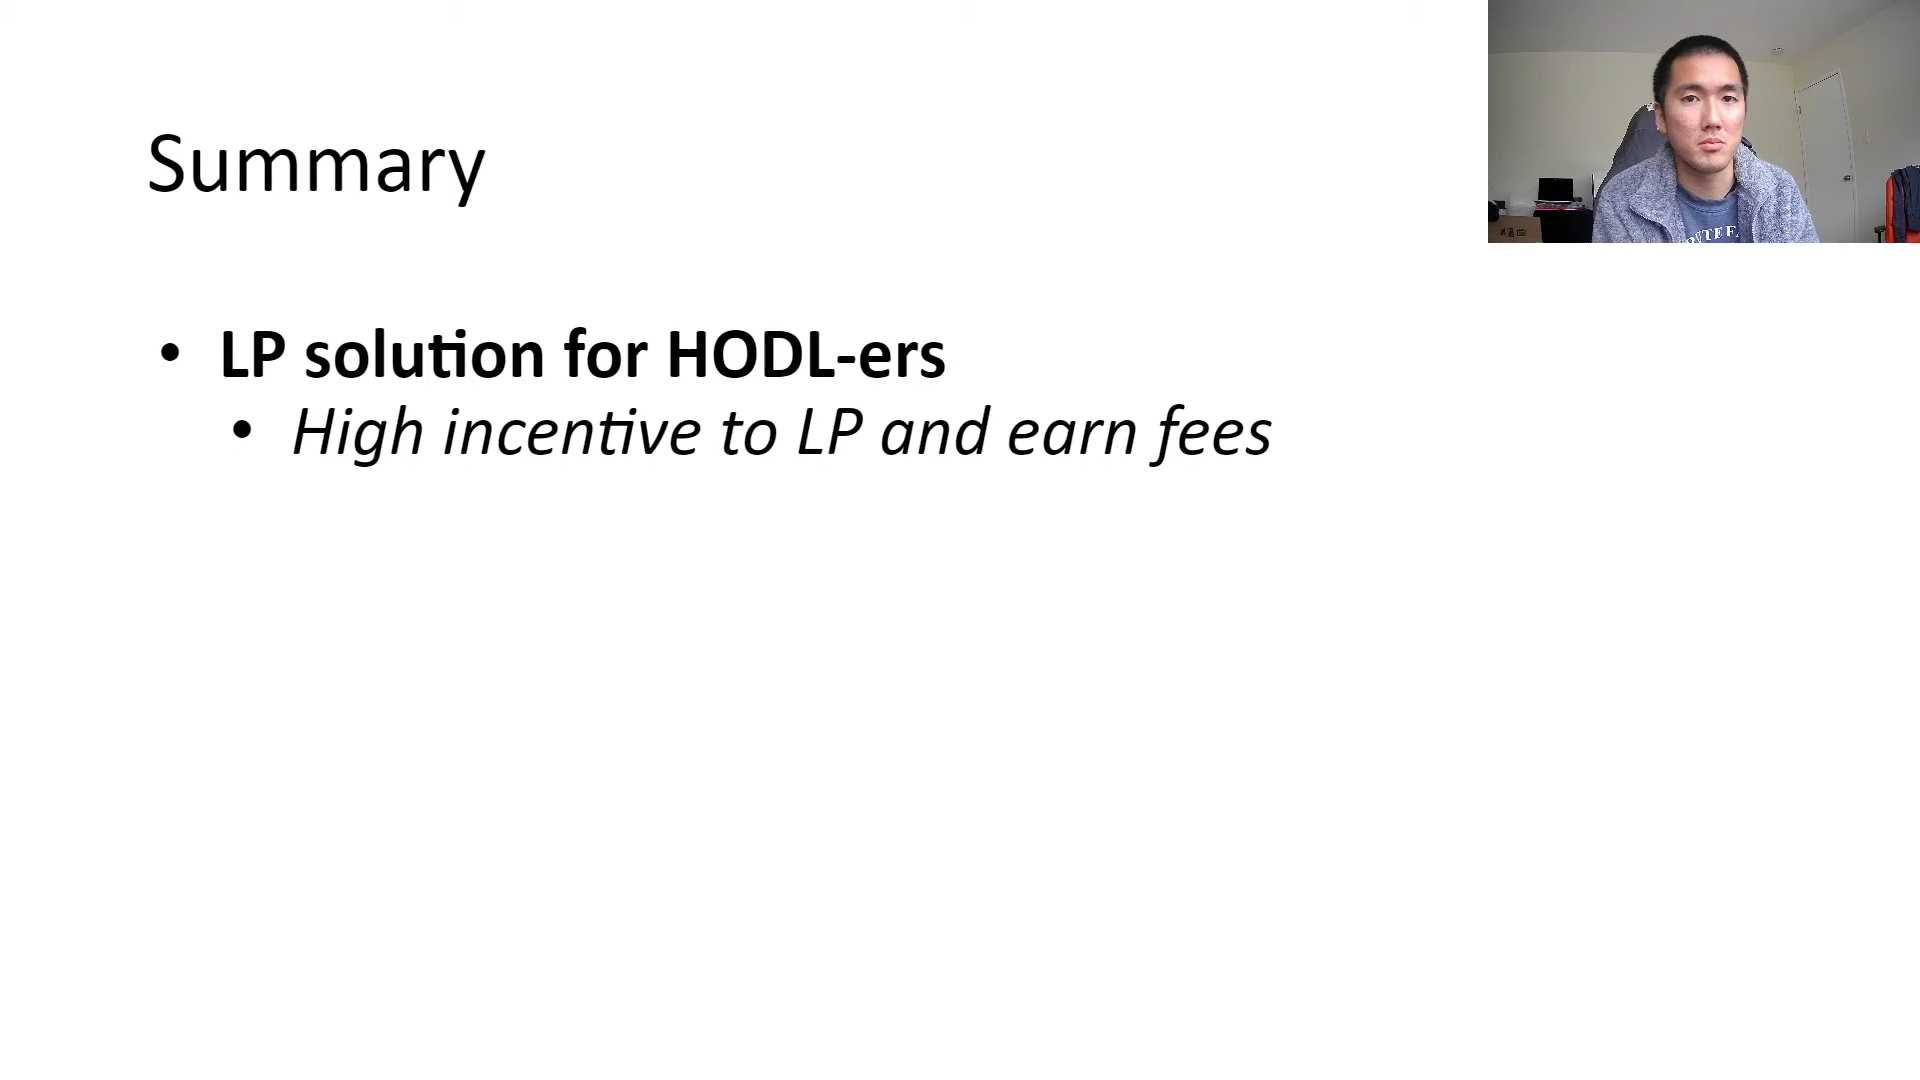 Summary
• LP solution for HODL-ers
• High incentive to LP and earn fees